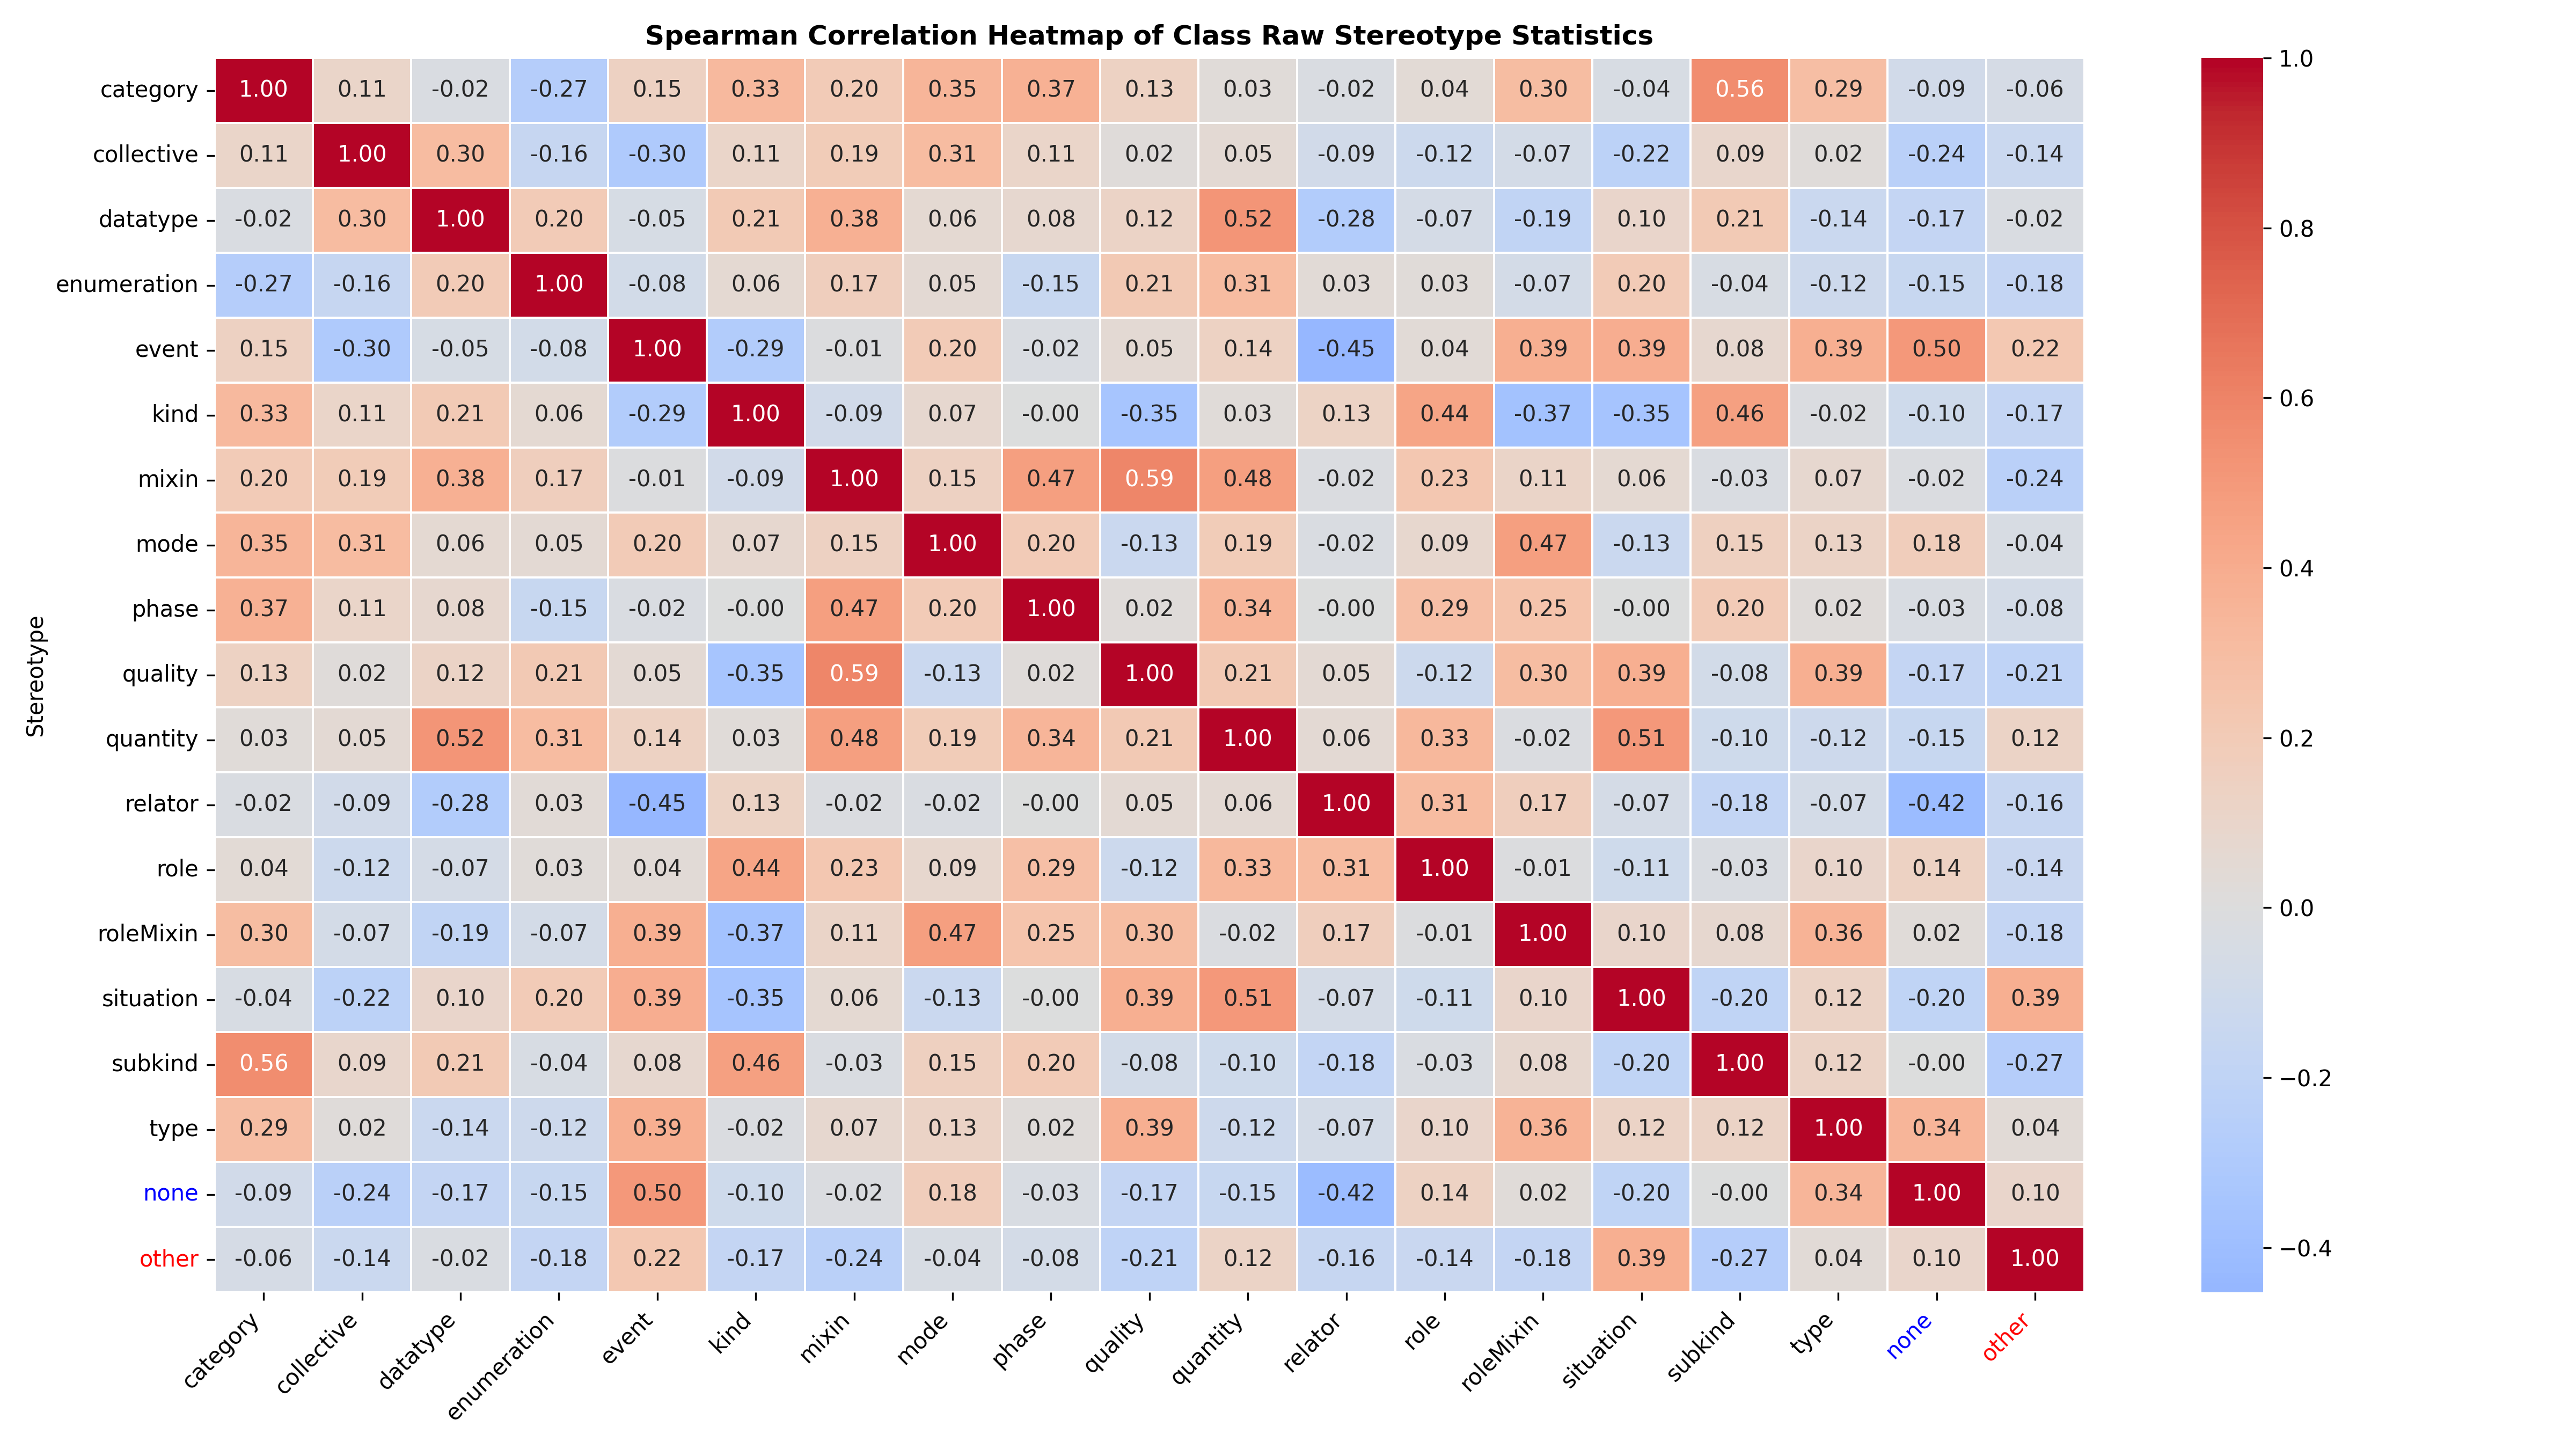 Spearman Correlation Heatmap of Class Raw Stereotype Statistics
category 1.00 0.11 -0.02 -0.27 0.15 0.33 0.20 0.35 0.37 0.13 0.03 -0.02 0.04 0.30 -0.04 0.56 0.29 -0.09 -0.06
collective 0.11 1.00 0.30 -0.16 -0.30 0.11 0.19 0.31 0.11 0.02 0.05 -0.09 -0.12 -0.07 -0.22 0.09 0.02 -0.24 -0.14
datatype -0.02 0.30 1.00 0.20 -0.05 0.21 0.38 0.06 0.08 0.12 0.52 -0.28 -0.07 -0.19 0.10 0.21 -0.14 -0.17 -0.02
enumeration -0.27 -0.16 0.20 1.00 -0.08 0.06 0.17 0.05 -0.15 0.21 0.31 0.03 0.03 -0.07 0.20 -0.04 -0.12 -0.15 -0.18
event 0.15 -0.30 -0.05 -0.08 1.00 -0.29 -0.01 0.20 -0.02 0.05 0.14 -0.45 0.04 0.39 0.39 0.08 0.39 0.50 0.22
kind 0.33 0.11 0.21 0.06 -0.29 1.00 -0.09 0.07 -0.00 -0.35 0.03 0.13 0.44 -0.37 -0.35 0.46 -0.02 -0.10 -0.17
mixin 0.20 0.19 0.38 0.17 -0.01 -0.09 1.00 0.15 0.47 0.59 0.48 -0.02 0.23 0.11 0.06 -0.03 0.07 -0.02 -0.24
mode 0.35 0.31 0.06 0.05 0.20 0.07 0.15 1.00 0.20 -0.13 0.19 -0.02 0.09 0.47 -0.13 0.15 0.13 0.18 -0.04
phase 0.37 0.11 0.08 -0.15 -0.02 -0.00 0.47 0.20 1.00 0.02 0.34 -0.00 0.29 0.25 -0.00 0.20 0.02 -0.03 -0.08
quality 0.13 0.02 0.12 0.21 0.05 -0.35 0.59 -0.13 0.02 1.00 0.21 0.05 -0.12 0.30 0.39 -0.08 0.39 -0.17 -0.21
quantity 0.03 0.05 0.52 0.31 0.14 0.03 0.48 0.19 0.34 0.21 1.00 0.06 0.33 -0.02 0.51 -0.10 -0.12 -0.15 0.12
relator -0.02 -0.09 -0.28 0.03 -0.45 0.13 -0.02 -0.02 -0.00 0.05 0.06 1.00 0.31 0.17 -0.07 -0.18 -0.07 -0.42 -0.16
role 0.04 -0.12 -0.07 0.03 0.04 0.44 0.23 0.09 0.29 -0.12 0.33 0.31 1.00 -0.01 -0.11 -0.03 0.10 0.14 -0.14
roleMixin 0.30 -0.07 -0.19 -0.07 0.39 -0.37 0.11 0.47 0.25 0.30 -0.02 0.17 -0.01 1.00 0.10 0.08 0.36 0.02 -0.18
situation -0.04 -0.22 0.10 0.20 0.39 -0.35 0.06 -0.13 -0.00 0.39 0.51 -0.07 -0.11 0.10 1.00 -0.20 0.12 -0.20 0.39
subkind 0.56 0.09 0.21 -0.04 0.08 0.46 -0.03 0.15 0.20 -0.08 -0.10 -0.18 -0.03 0.08 -0.20 1.00 0.12 -0.00 -0.27
type 0.29 0.02 -0.14 -0.12 0.39 -0.02 0.07 0.13 0.02 0.39 -0.12 -0.07 0.10 0.36 0.12 0.12 1.00 0.34 0.04
none -0.09 -0.24 -0.17 -0.15 0.50 -0.10 -0.02 0.18 -0.03 -0.17 -0.15 -0.42 0.14 0.02 -0.20 -0.00 0.34 1.00 0.10
other -0.06 -0.14 -0.02 -0.18 0.22 -0.17 -0.24 -0.04 -0.08 -0.21 0.12 -0.16 -0.14 -0.18 0.39 -0.27 0.04 0.10 1.00
Stereotype
category collective datatype enumeration event kind mixin mode phase quality quantity relator role roleMixin situation subkind type none other
1.0
0.8
0.6
0.4
0.2
0.0
−0.2
−0.4